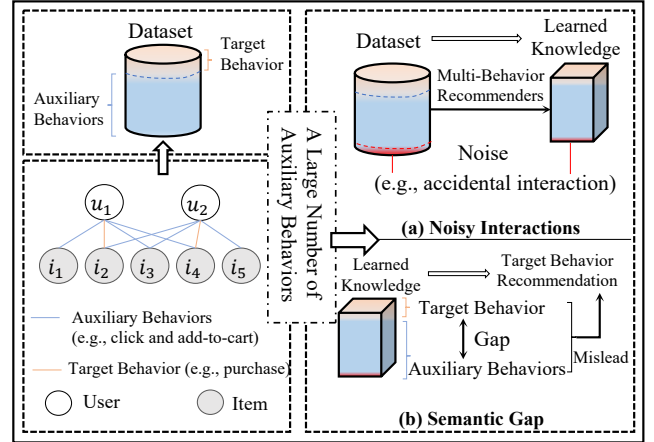 Dataset
Target
Behavior
Auxiliary
Behaviors
u1
u2
i1
i2
i3
i4
i5
Auxiliary Behaviors
(e.g., click and add-to-cart)
Target Behavior (e.g., purchase)
User
Item
A Large Number of
Auxiliary Behaviors
Dataset
Learned
Knowledge
Multi-Behavior
Recommenders
Noise
(e.g., accidental interaction)
(a) Noisy Interactions
Learned
Knowledge
Target Behavior
Recommendation
Target Behavior
Gap
Auxiliary Behaviors
Mislead
(b) Semantic Gap